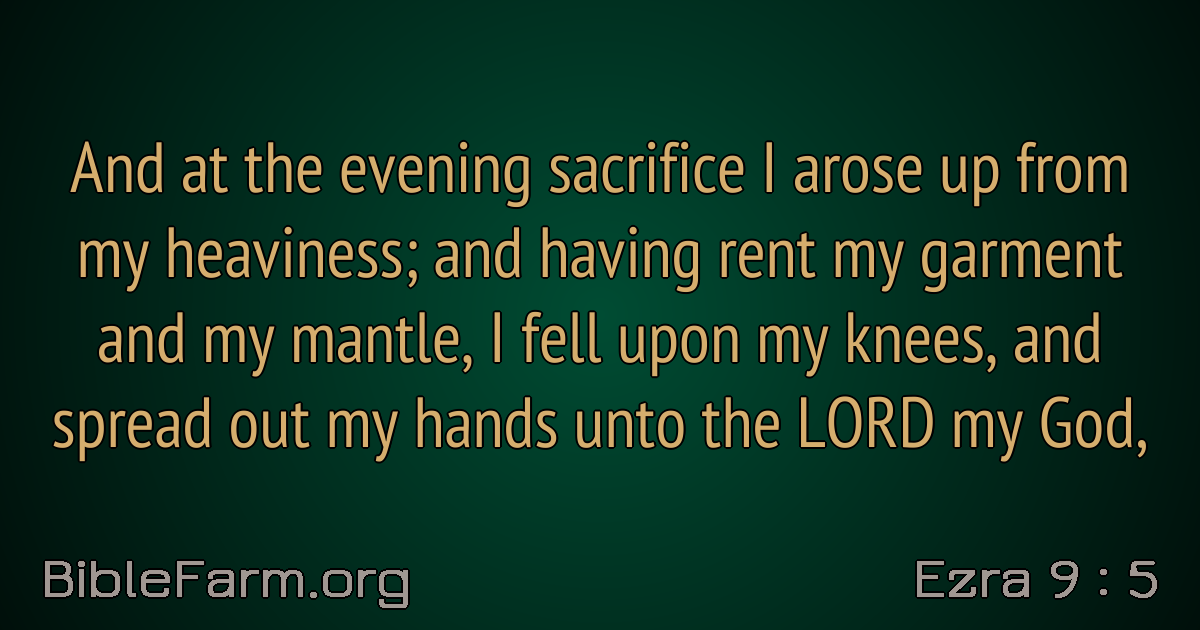 And at the evening sacrifice I arose up from
my heaviness; and having rent my garment
and my mantle, I fell upon my knees, and
spread out my hands unto the LORD my God,
BibleFarm.org
Ezra 9 : 5